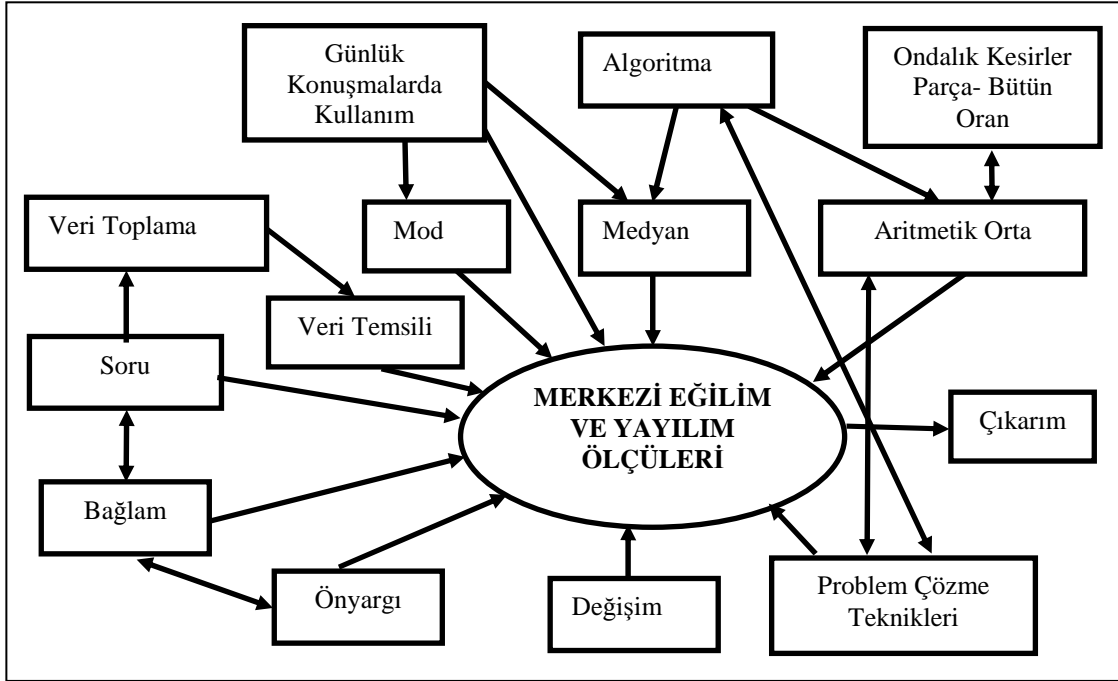 Günlük
Konuşmalarda
Kullanım
Algoritma
Ondalık Kesirler
Parça- Bütün
Oran
Veri Toplama
Mod
Medyan
Aritmetik Orta
Veri Temsili
Soru
MERKEZİ EĞİLİM
VE YAYILIM
ÖLÇÜLERİ
Çıkarım
Bağlam
Önyargı
Değişim
Problem Çözme
Teknikleri